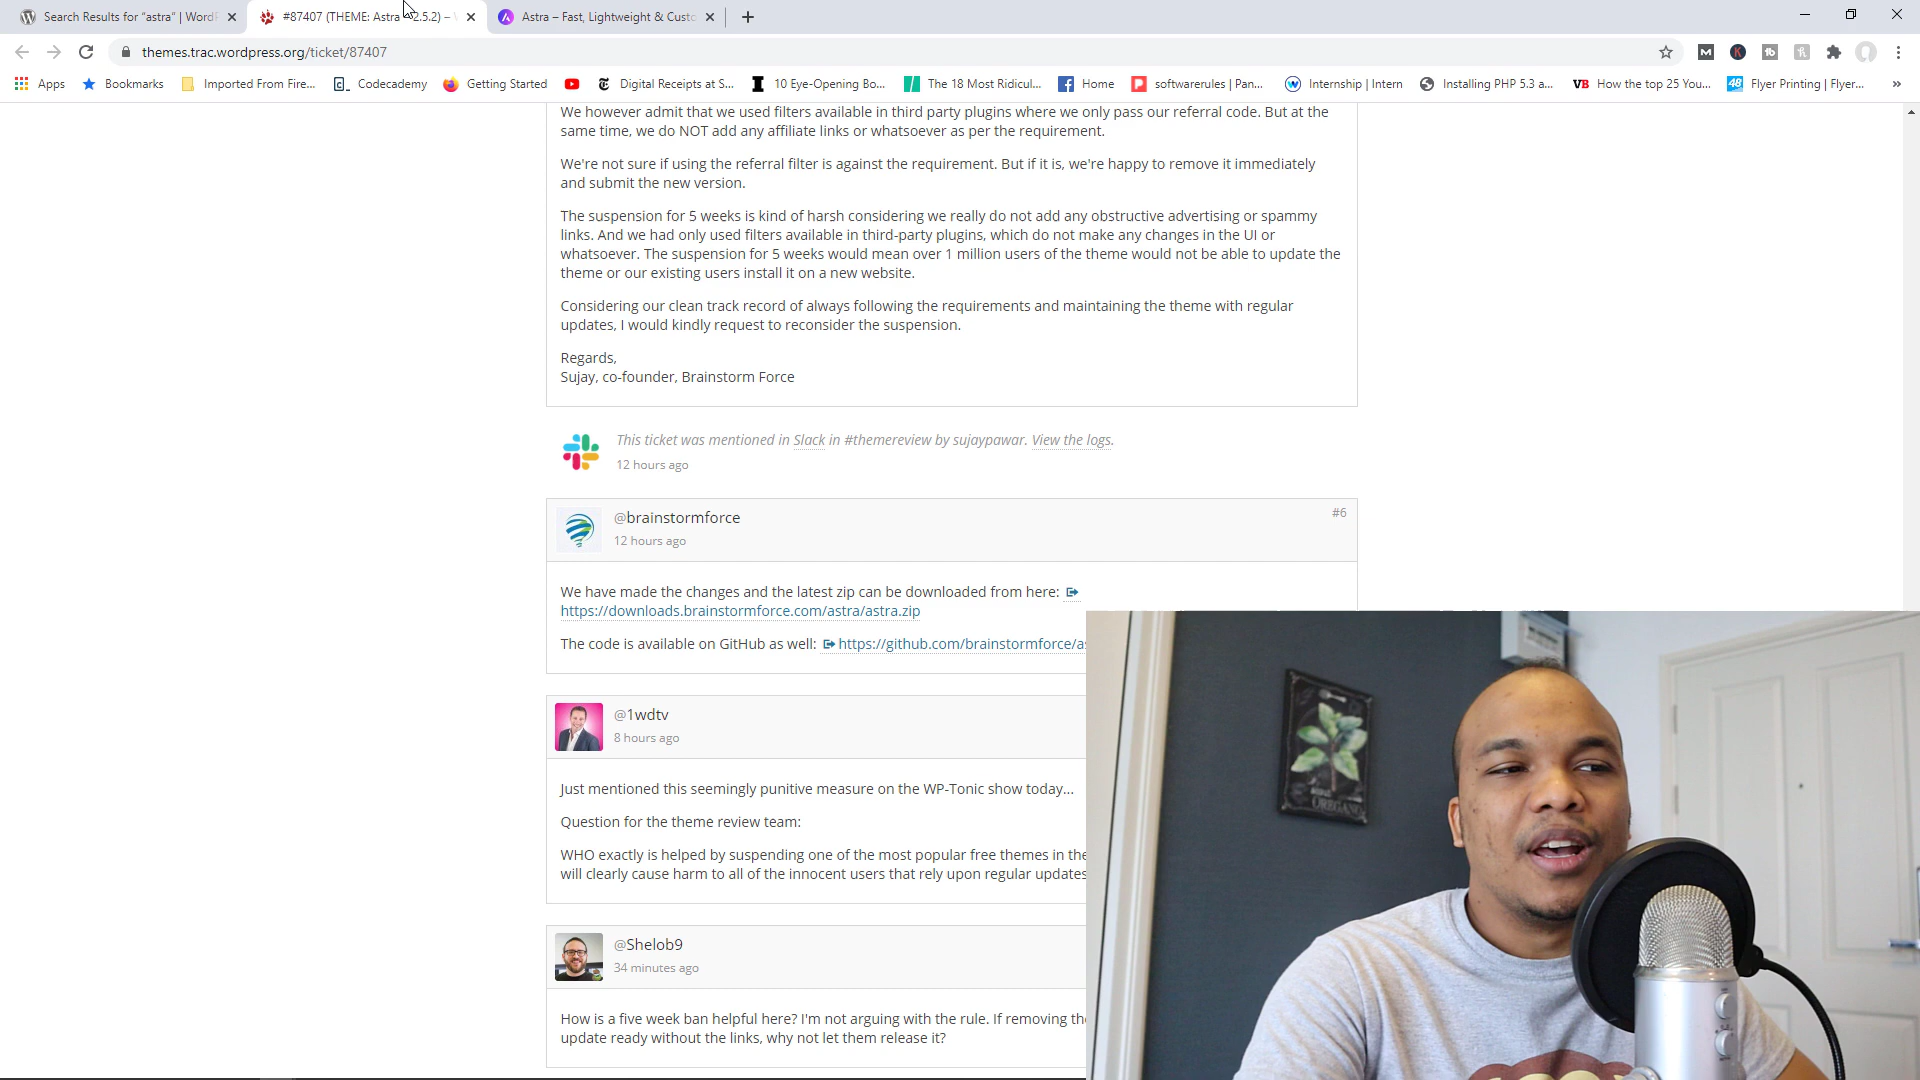 Search Results for "astra" | Word
#87407 (THEME: Astra 2.5.2) –
Astra – Fast, Lightweight & Custo
themes.trac.wordpress.org/ticket/87407
Apps
Bookmarks
Imported From Fire...
Codecademy
Getting Started
Digital Receipts at S...
10 Eye-Opening Bo...
The 18 Most Ridicul...
Home
softwarerules | Pan...
Internship | Intern
Installing PHP 5.3 a...
How the top 25 You...
Flyer Printing | Flyer...
We however admit that we used filters available in third party plugins where we only pass our referral code. But at the
same time, we do NOT add any affiliate links or whatsoever as per the requirement.
We're not sure if using the referral filter is against the requirement. But if it is, we're happy to remove it immediately
and submit the new version.
The suspension for 5 weeks is kind of harsh considering we really do not add any obstructive advertising or spammy
links. And we had only used filters available in third-party plugins, which do not make any changes in the UI or
whatsoever. The suspension for 5 weeks would mean over 1 million users of the theme would not be able to update the
theme or our existing users install it on a new website.
Considering our clean track record of always following the requirements and maintaining the theme with regular
updates, I would kindly request to reconsider the suspension.
Regards,
Sujay, co-founder, Brainstorm Force
This ticket was mentioned in Slack in #themereview by sujaypawar. View the logs.
12 hours ago
@brainstormforce
#6
12 hours ago
We have made the changes and the latest zip can be downloaded from here:
https://downloads.brainstormforce.com/astra/astra.zip
The code is available on GitHub as well: https://github.com/brainstormforce/as
@1wdtv
8 hours ago
Just mentioned this seemingly punitive measure on the WP-Tonic show today...
Question for the theme review team:
WHO exactly is helped by suspending one of the most popular free themes in the
will clearly cause harm to all of the innocent users that rely upon regular updates
@Shelob9
34 minutes ago
How is a five week ban helpful here? I'm not arguing with the rule. If removing the
update ready without the links, why not let them release it?
OREGANO